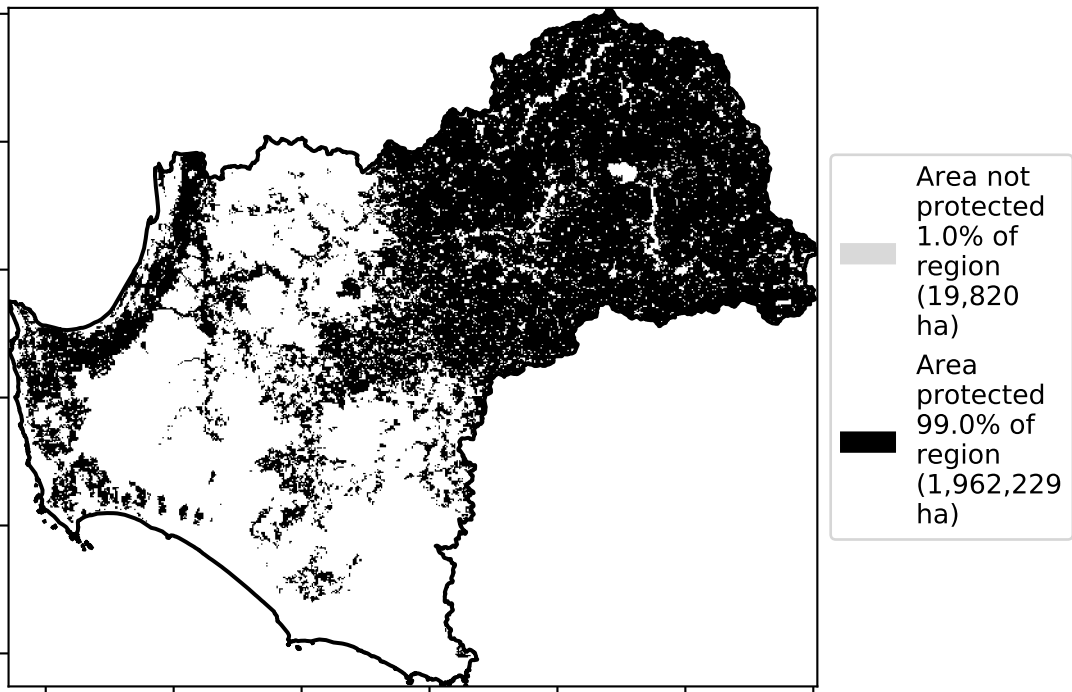 Area not
protected
1.0% of
region
(19,820
ha)
Area
protected
99.0% of
region
(1,962,229
ha)